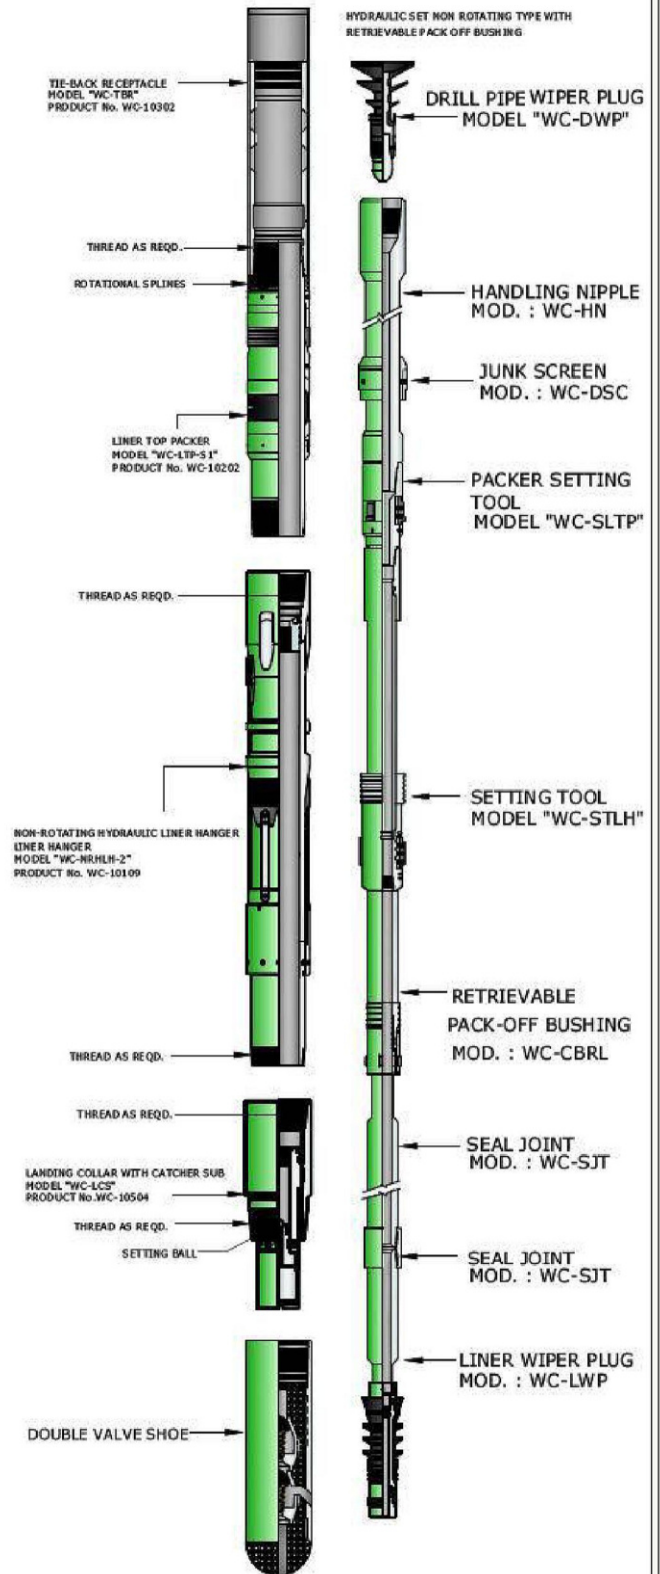 HYDRAULIC SET NON ROTATING TYPE WITH
RETRIEVABLE PACK OFF BUSHING
TIE-BACK RECEPTACLE
MODEL "WC-TBR"
PRODUCT No. WC-10302
THREAD AS REQD.
ROTATIONAL SPLINES
LINER TOP PACKER
MODEL "WC-LTP-S1"
PRODUCT No. WC-10202
THREAD AS REQD.
NON-ROTATING HYDRAULIC LINER HANGER
LINER HANGER
MODEL "WC-NRHLH-2"
PRODUCT No. WC-10109
THREAD AS REQD.
THREAD AS REQD.
LANDING COLLAR WITH CATCHER SUB
MODEL "WC-LCS"
PRODUCT No.WC-10504
THREAD AS REQD.
SETTING BALL
DOUBLE VALVE SHOE
DRILL PIPE WIPER PLUG
MODEL "WC-DWP"
HANDLING NIPPLE
MOD. : WC-HN
JUNK SCREEN
MOD. : WC-DSC
PACKER SETTING
TOOL
MODEL "WC-SLTP"
SETTING TOOL
MODEL "WC-STLH"
RETRIEVABLE
PACK-OFF BUSHING
MOD. : WC-CBRL
SEAL JOINT
MOD. : WC-SJT
SEAL JOINT
MOD. : WC-SJT
LINER WIPER PLUG
MOD. : WC-LWP